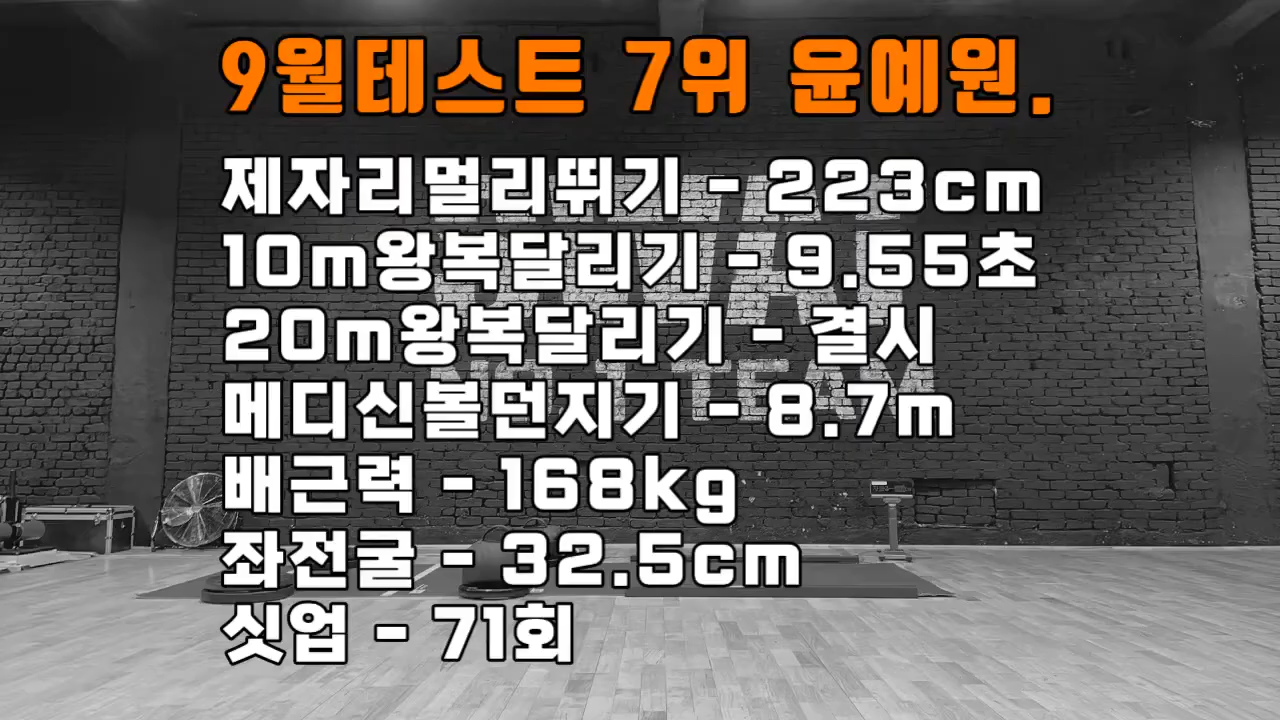 9월테스트 7위 윤예원.
제자리멀리뛰기 - 223cm
10m왕복달리기 - 9.55초
20m왕복달리기 - 결시
메디신볼던지기 - 8.7m
배근력 - 168kg
좌전굴 - 32.5cm
싯업 - 71회
NO.1 TEAM